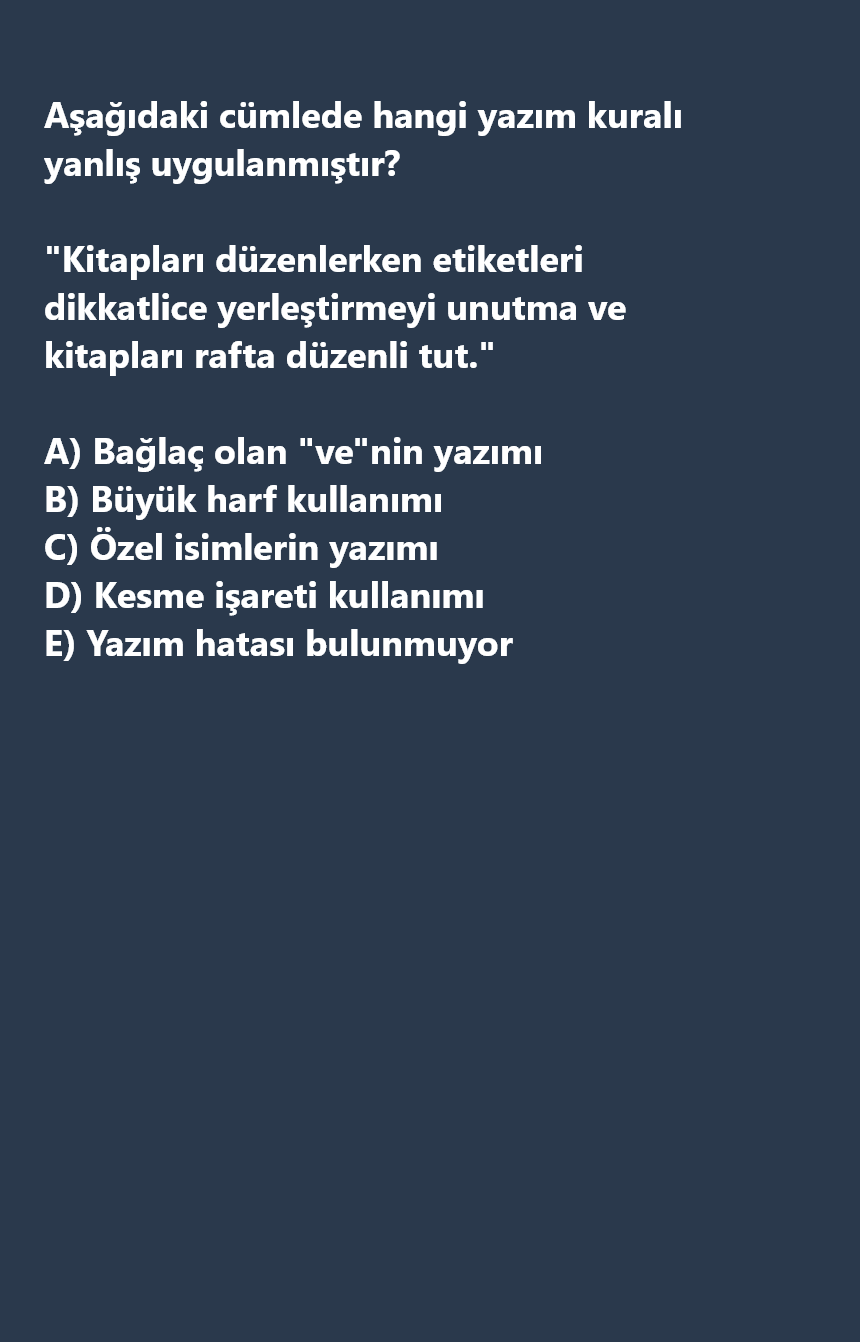 Aşağıdaki cümlede hangi yazım kuralı
yanlış uygulanmıştır?
"Kitapları düzenlerken etiketleri
dikkatlice yerleştirmeyi unutma ve
kitapları rafta düzenli tut."
A) Bağlaç olan "ve"nin yazımı
B) Büyük harf kullanımı
C) Özel isimlerin yazımı
D) Kesme işareti kullanımı
E) Yazım hatası bulunmuyor